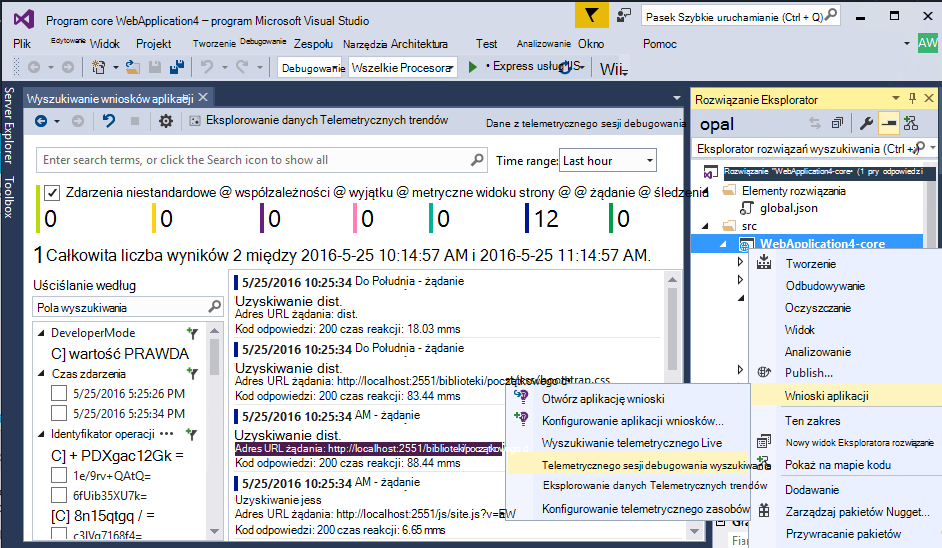 Program core WebApplication4 – program Microsoft Visual Studio
Pasek Szybkie uruchamianie (Ctrl + Q)
Plik Edytowanie Widok Projekt Tworzenie Debugowanie Zespołu Narzędzia Architektura Test Analizowanie Okno Pomoc AW
Debugowanie Wszelkie Procesora • Express usług
Server Explorer
Toolbox
Wyszukiwanie wniosków aplikacji
Eksplorowanie danych Telemetrycznych trendów
Dane z telemetrycznego sesji debugowania
Enter search terms, or click the Search icon to show all
Time range: Last hour
Zdarzenia niestandardowe @ współzależności @ wyjątku @ metryczne widoku strony @ @ żądanie @ śledzenia
0 0 0 0 0 12 0
1 Całkowita liczba wyników 2 między 2016-5-25 10:14:57 AM i 2016-5-25 11:14:57 AM.
Uściślanie według
Pola wyszukiwania
DeveloperMode
C] wartość PRAWDA
Czas zdarzenia
5/25/2016 5:25:26 PM
5/25/2016 5:25:34 PM
Identyfikator operacji
C] + PDXgac12Gk =
1e/9rv+QAtQ=
6fUib35XU7k=
[C] 8n15qtgq / =
c3IVg7168f4=
5/25/2016 10:25:34 Do Południa - żądanie
Uzyskiwanie dist.
Adres URL żądania: dist.
Kod odpowiedzi: 200 czas reakcji: 18.03 mms
5/25/2016 10:25:34 Do Południa - żądanie
Uzyskiwanie dist.
Adres URL żądania: http://localhost:2551/biblioteki/początkowego d
Kod odpowiedzi: 200 czas reakcji: 83.44 mms
5/25/2016 10:25:34 AM - żądanie
Uzyskiwanie dist.
Adres URL żądania: http://localhost:2551/biblioteki/początkowego d
Kod odpowiedzi: 200 czas reakcji: 88.44 mms
5/25/2016 10:25:34 AM - żądanie
Uzyskiwanie jess
Adres URL żądania: http://localhost:2551/js/site.js?v=EW
Kod odpowiedzi: 200 czas reakcji: 6.65 mms
Otwórz aplikację wnioski
Konfigurowanie aplikacji wniosków...
Wyszukiwanie telemetrycznego Live
Telemetrycznego sesji debugowania wyszukiwanie
Eksplorowanie danych Telemetrycznych trendów
Konfigurowanie telemetrycznego zasobów
Rozwiązanie Eksplorator
opal
Eksplorator rozwiązań wyszukiwania (Ctrl +
Rozwiązanie "WebApplication4-core• (1 pry odpowiedzi
Elementy rozwiązania
global.json
src
WebApplication4-core
Tworzenie
Odbudowywanie
Oczyszczanie
Widok
Analizowanie
Publish...
Wnioski aplikacji
Ten zakres
Nowy widok Eksploratora rozwiązanie
Pokaż na mapie kodu
Dodawanie
Zarządzaj pakietów Nugget...
Przywracanie pakietów